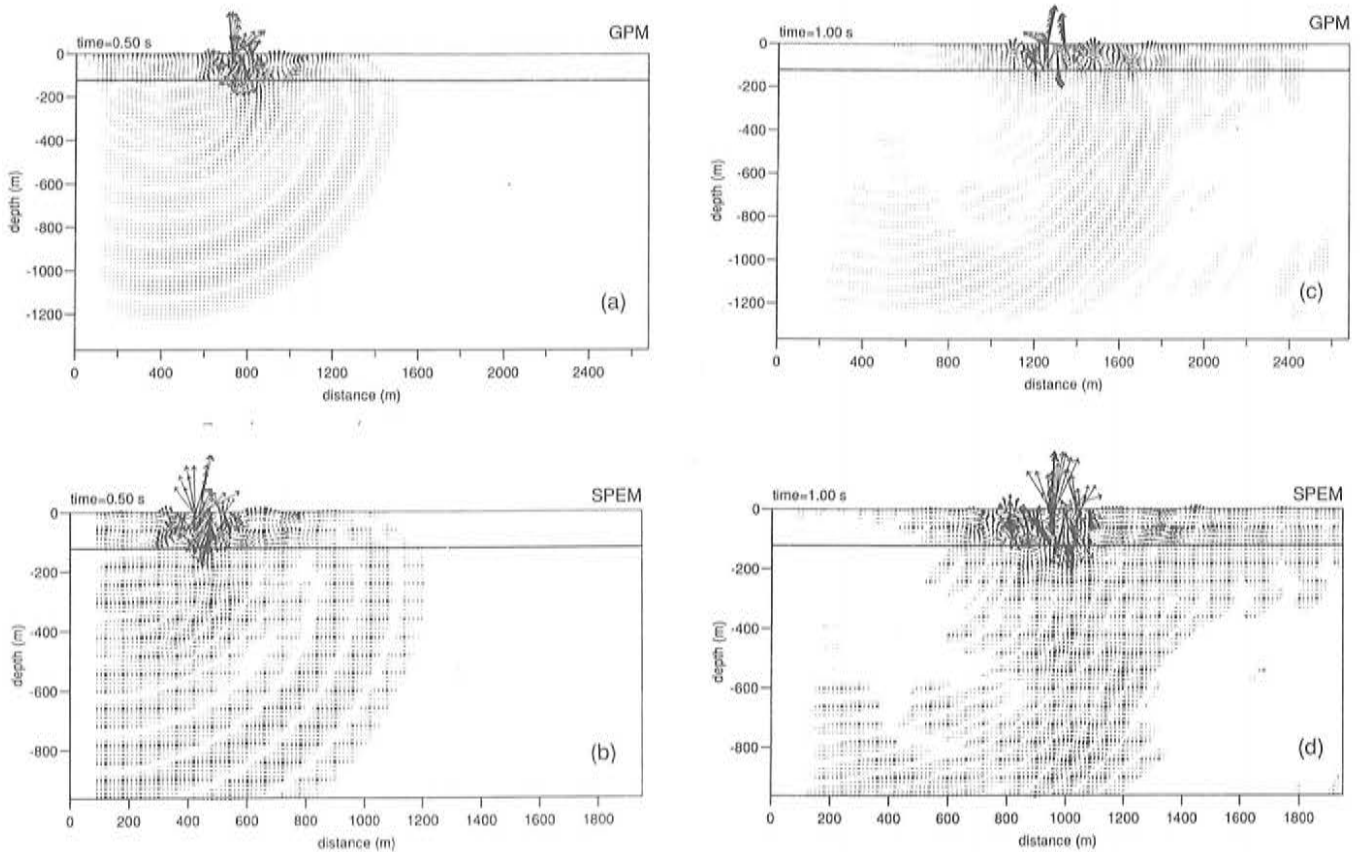 GPM
time=0.50 s
0
-200
-400
-600
-800
-1000
-1200
depth (m)
(a)
0 400 800 1200 1600 2000 2400
distance (m)
GPM
time=1.00 s
0
-200
-400
-600
-800
-1000
-1200
depth (m)
(c)
0 400 800 1200 1600 2000 2400
distance (m)
time=0.50 s
SPEM
0
-200
-400
-600
-800
depth (m)
(b)
0 200 400 600 800 1000 1200 1400 1600 1800
distance (m)
time=1.00 s
SPEM
0
-200
-400
-600
-800
depth (m)
(d)
0 200 400 600 800 1000 1200 1400 1600 1800
distance (m)